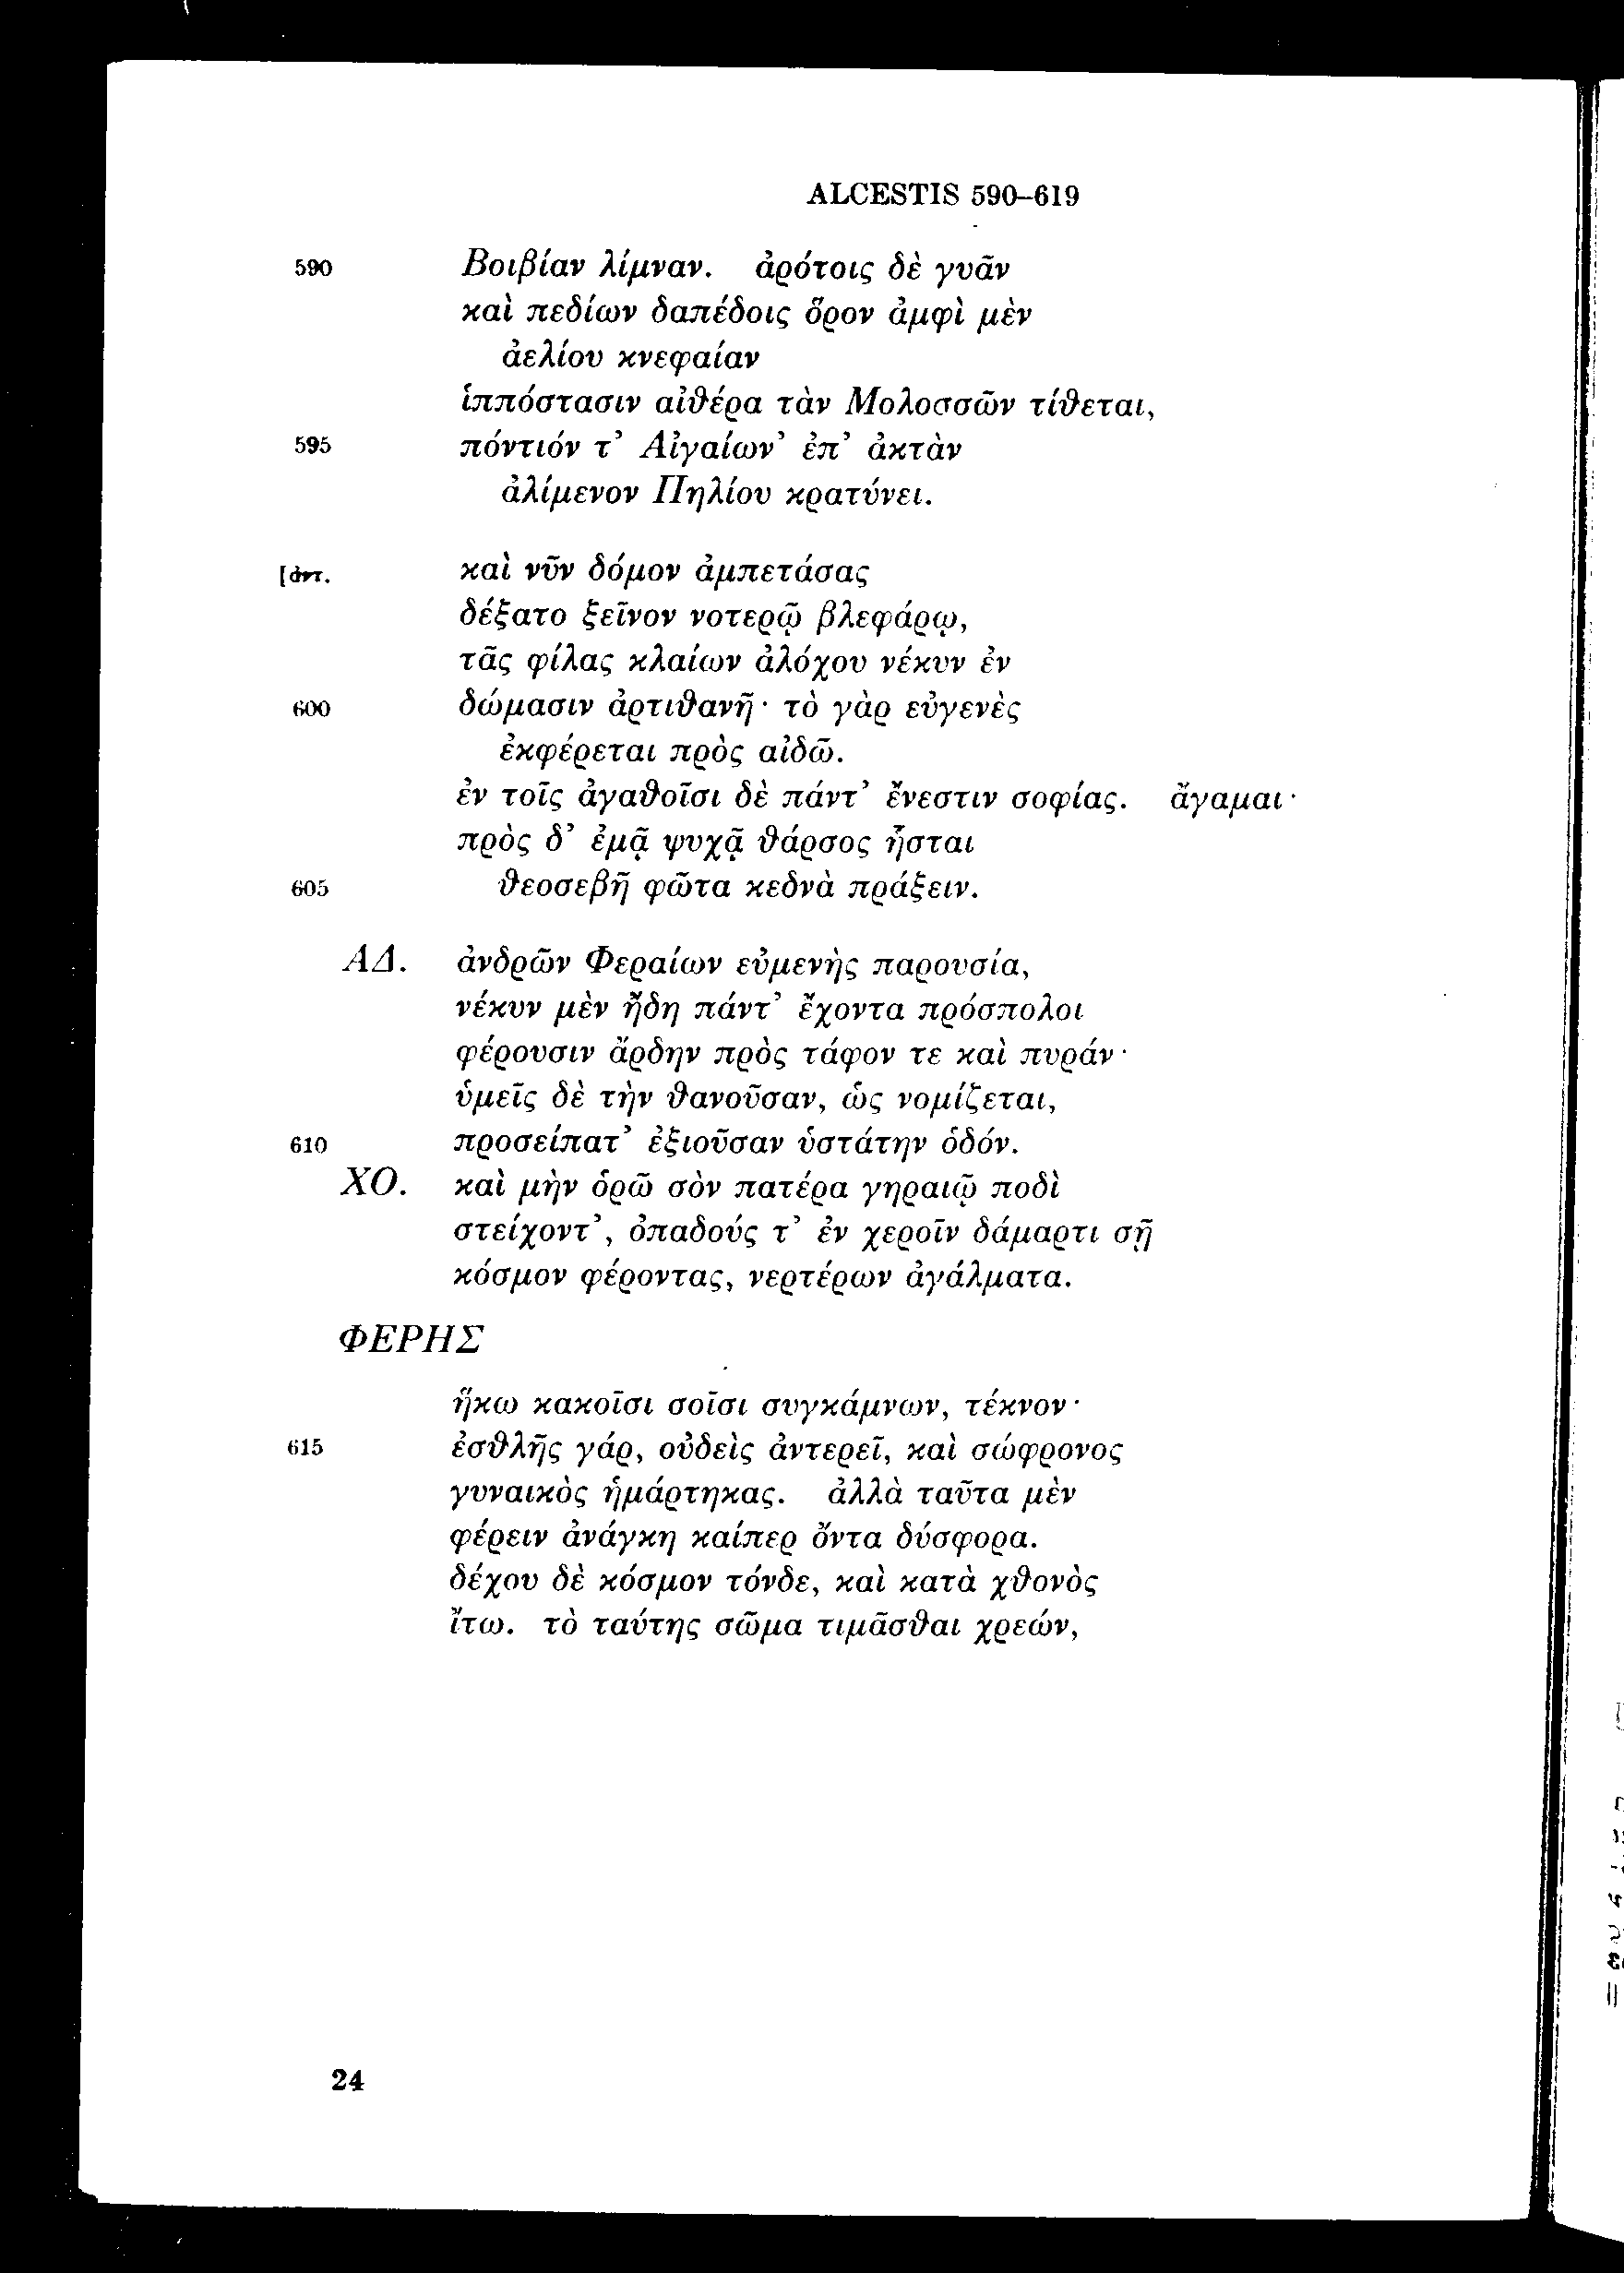 ALCESTIS 590–619
590 Βοιβίαν λίμναν. ἀρότοις δὲ γυᾶν
καὶ πεδίων δαπέδοις ὅρον ἀμφὶ μὲν
ἀελίου κνεφαίαν
ἱππόστασιν αἰθέρα τὰν Μολοσσῶν τίθεται,
595 πόντιόν τ’ Αἰγαίων’ ἐπ’ ἀκτὰν
ἀλίμενον Πηλίου κρατύνει.
[ἀντ. καὶ νῦν δόμον ἀμπετάσας
δέξατο ξεῖνον νοτερῷ βλεφάρῳ,
τᾶς φίλας κλαίων ἀλόχου νέκυν ἐν
600 δώμασιν ἀρτιθανῆ· τὸ γὰρ εὐγενὲς
ἐκφέρεται πρὸς αἰδῶ.
ἐν τοῖς ἀγαθοῖσι δὲ πάντ’ ἔνεστιν σοφίας. ἄγαμαι·
πρὸς δ’ ἐμᾷ ψυχᾷ θάρσος ἧσται
605 θεοσεβῆ φῶτα κεδνὰ πράξειν.
ΑΔ. ἀνδρῶν Φεραίων εὐμενὴς παρουσία,
νέκυν μὲν ἤδη πάντ’ ἔχοντα πρόσπολοι
φέρουσιν ἄρδην πρὸς τάφον τε καὶ πυράν·
ὑμεῖς δὲ τὴν θανοῦσαν, ὡς νομίζεται,
610 προσείπατ’ ἐξιοῦσαν ὑστάτην ὁδόν.
ΧΟ. καὶ μὴν ὁρῶ σὸν πατέρα γηραιῷ ποδὶ
στείχοντ’, ὀπαδούς τ’ ἐν χεροῖν δάμαρτι σῇ
κόσμον φέροντας, νερτέρων ἀγάλματα.
ΦΕΡΗΣ
ἥκω κακοῖσι σοῖσι συγκάμνων, τέκνον·
615 ἐσθλῆς γάρ, οὐδεὶς ἀντερεῖ, καὶ σώφρονος
γυναικὸς ἡμάρτηκας. ἀλλὰ ταῦτα μὲν
φέρειν ἀνάγκη καίπερ ὄντα δύσφορα.
δέχου δὲ κόσμον τόνδε, καὶ κατὰ χθονὸς
ἴτω. τὸ ταύτης σῶμα τιμᾶσθαι χρεών,
24